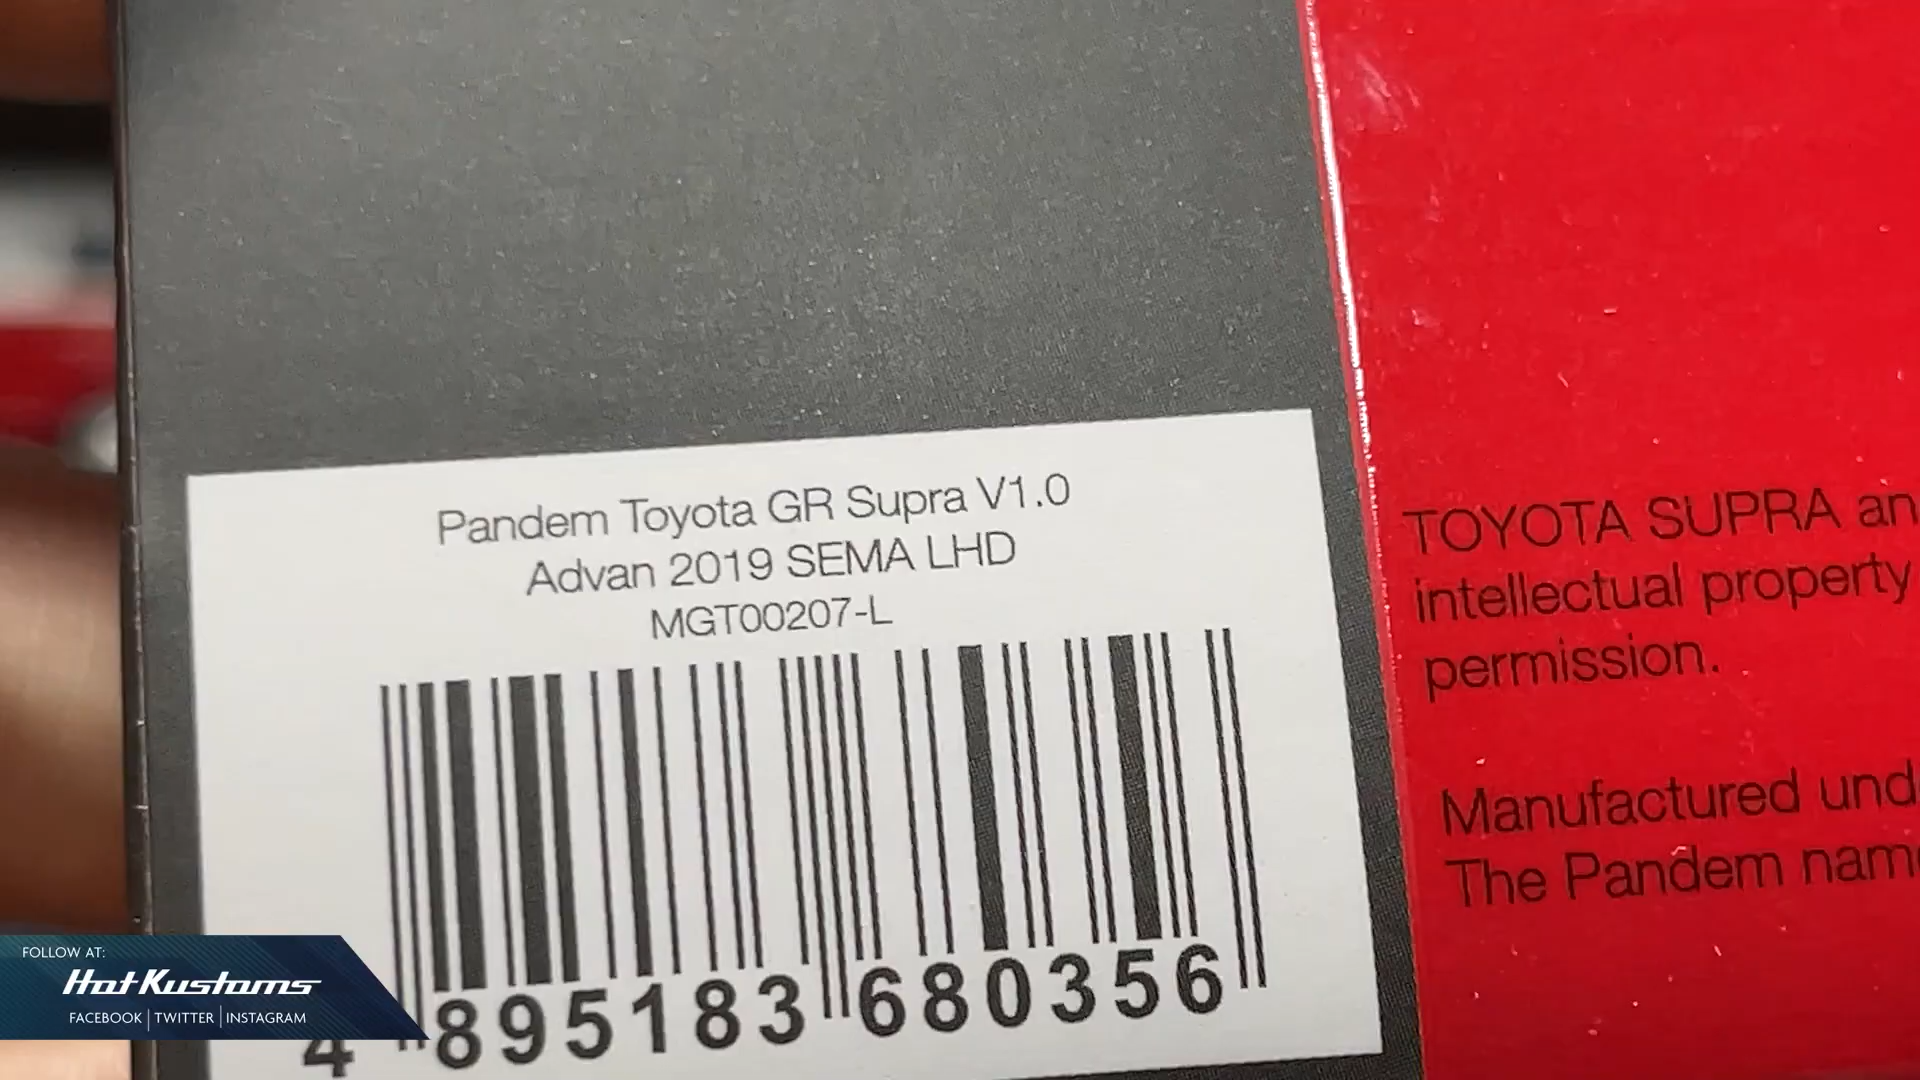 Pandem Toyota GR Supra V1.0
Advan 2019 SEMA LHD
MGT00207-L
4 895183 680356
TOYOTA SUPRA an
intellectual property
permission.
Manufactured und
The Pandem nam
FOLLOW AT:
HotKustoms
FACEBOOK | TWITTER | INSTAGRAM